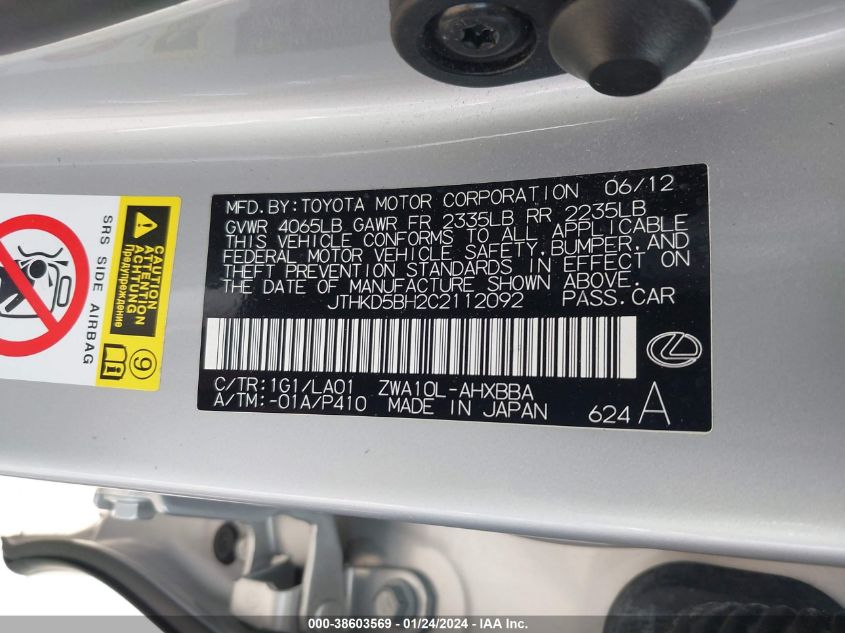 MFD.BY:TOYOTA MOTOR CORPORATION 06/12
GVWR 4065LB GAWR FR 2335LB RR 2235LB
THIS VEHICLE CONFORMS TO ALL APPLICABLE
FEDERAL MOTOR VEHICLE SAFETY,BUMPER,AND
THEFT PREVENTION STANDARDS IN EFFECT ON
THE DATE OF MANUFACTURE SHOWN ABOVE.
JTHKD5BH2C2112092 PASS.CAR
C/TR:1G1/LA01 ZWA10L-AHXBBA
A/TM:-01A/P410 MADE IN JAPAN 624 A
CAUTION
ATTENTION
ACHTUNG
Предупреждение
SRS SIDE AIRBAG
9
000-38603569 / 01/24/2024 / IAA Inc.